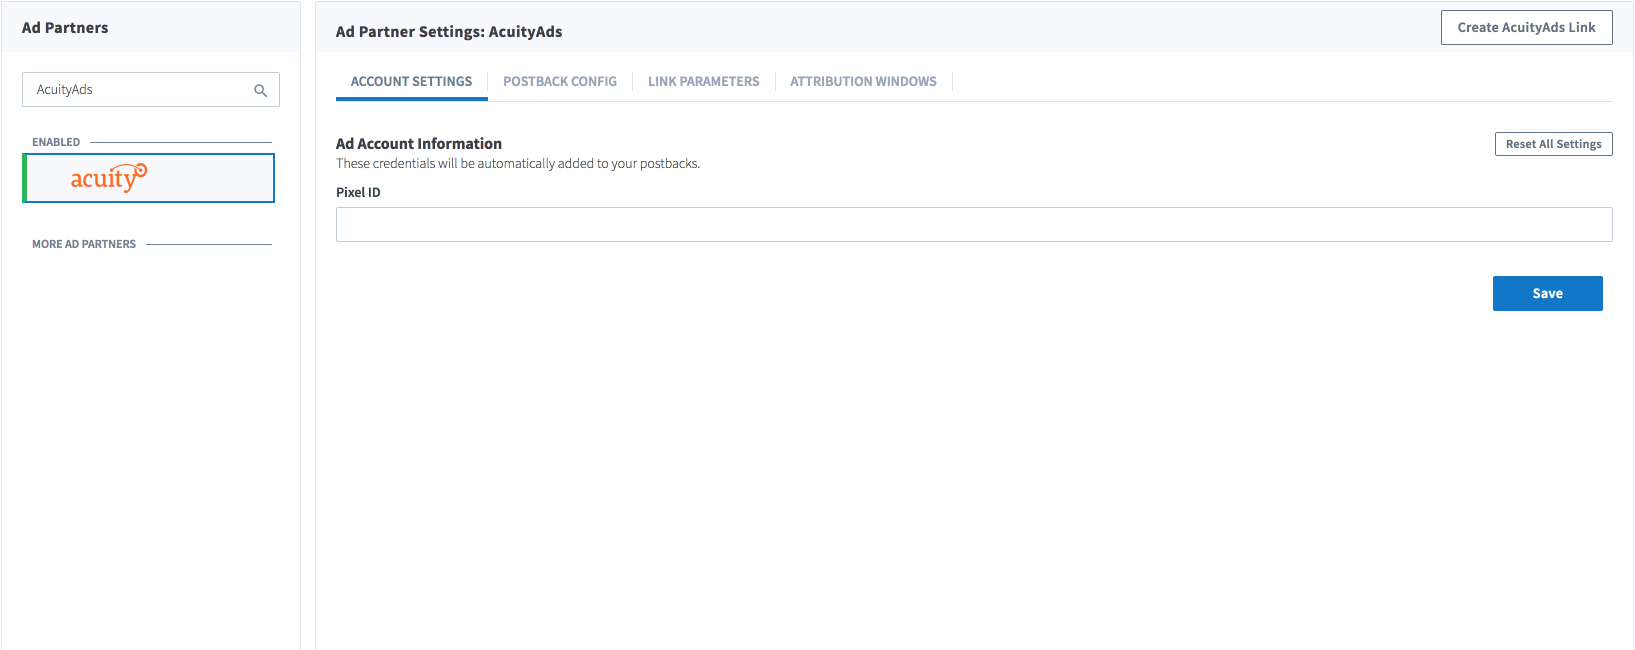 Ad Partners
AcuityAds
ENABLED
acuity
MORE AD PARTNERS
Ad Partner Settings: AcuityAds
Create AcuityAds Link
ACCOUNT SETTINGS
POSTBACK CONFIG
LINK PARAMETERS
ATTRIBUTION WINDOWS
Ad Account Information
Reset All Settings
These credentials will be automatically added to your postbacks.
Pixel ID
Save